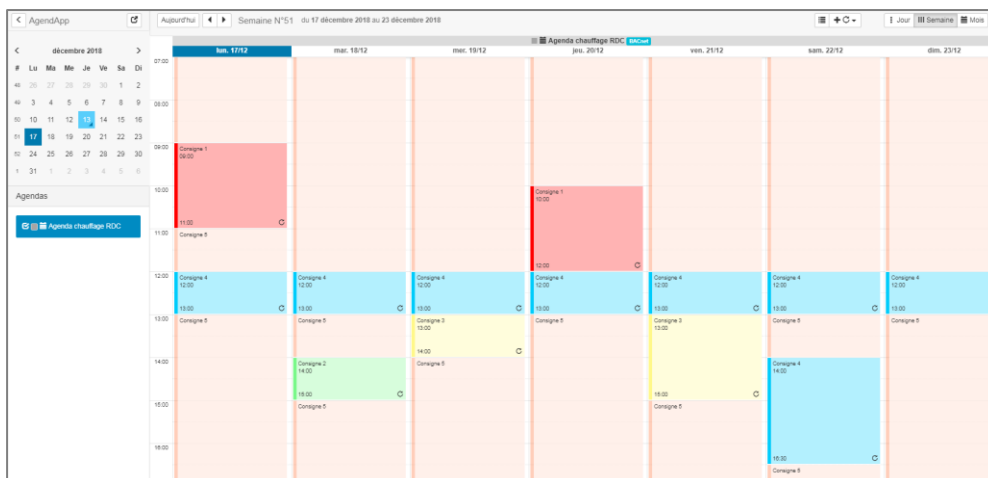 AgendApp
Aujourd'hui Semaine N°51 du 17 décembre 2018 au 23 décembre 2018
Jour Semaine Mois
décembre 2018
# Lu Ma Me Je Ve Sa Di
48 26 27 28 29 30 1 2
49 3 4 5 6 7 8 9
50 10 11 12 13 14 15 16
51 17 18 19 20 21 22 23
52 24 25 26 27 28 29 30
1 31 1 2 3 4 5 6
Agendas
Agenda chauffage RDC
Agenda chauffage RDC BACnet
lun. 17/12 mar. 18/12 mer. 19/12 jeu. 20/12 ven. 21/12 sam. 22/12 dim. 23/12
07:00
08:00
09:00
10:00
11:00
12:00
13:00
14:00
15:00
16:00
Consigne 1
09:00
11:00
Consigne 5
Consigne 4
12:00
13:00
Consigne 5
Consigne 4
12:00
13:00
Consigne 5
Consigne 2
14:00
15:00
Consigne 5
Consigne 4
12:00
13:00
Consigne 3
13:00
14:00
Consigne 5
Consigne 1
10:00
12:00
Consigne 4
12:00
13:00
Consigne 5
Consigne 4
12:00
13:00
Consigne 3
13:00
15:00
Consigne 5
Consigne 4
12:00
13:00
Consigne 5
Consigne 4
14:00
16:30
Consigne 5
Consigne 4
12:00
13:00
Consigne 5